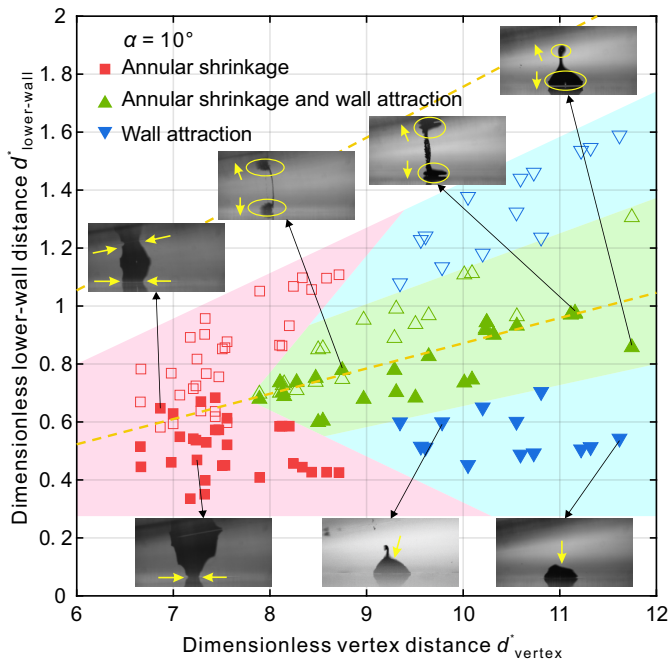 α = 10°
Annular shrinkage
Annular shrinkage and wall attraction
Wall attraction
Dimensionless lower-wall distance d*lower-wall
2
1.8
1.6
1.4
1.2
1
0.8
0.6
0.4
0.2
0
6 7 8 9 10 11 12
Dimensionless vertex distance d*vertex